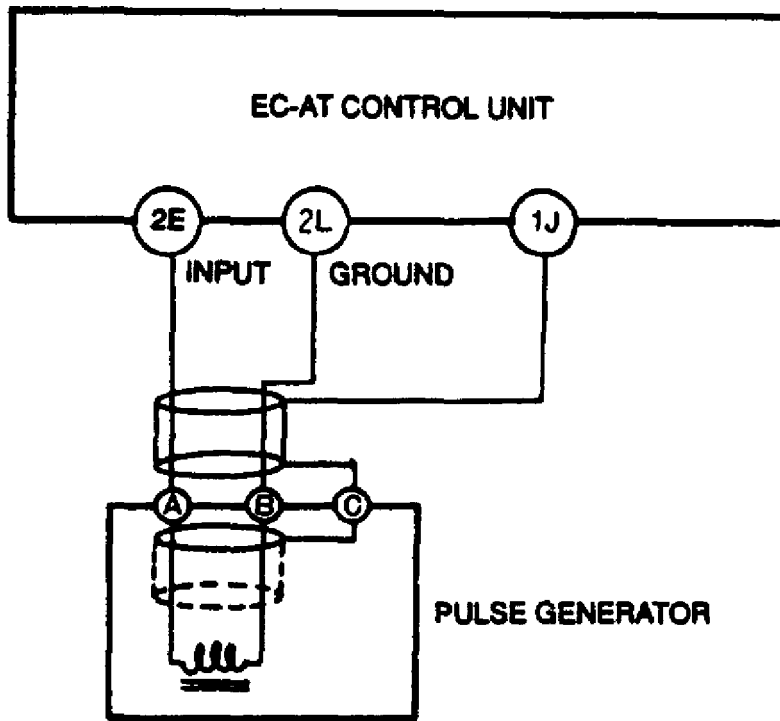 EC-AT CONTROL UNIT
2E 2L 1J
INPUT GROUND
A B C
PULSE GENERATOR